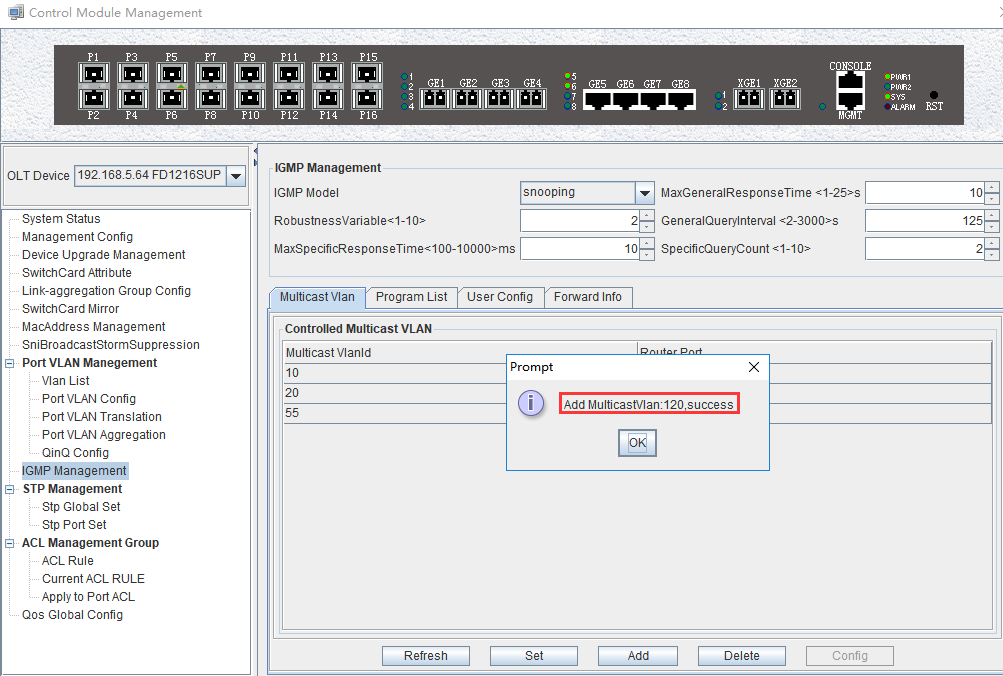 Control Module Management
P1 P3 P5 P7 P9 P11 P13 P15
P2 P4 P6 P8 P10 P12 P14 P16
1
2
3
4
GE1 GE2 GE3 GE4
5
6
7
8
GE5 GE6 GE7 GE8
1
2
XGE1 XGE2
CONSOLE
MGMT
PWR1
PWR2
SYS
ALARM
RST
OLT Device 192.168.5.64 FD1216SUP
System Status
Management Config
Device Upgrade Management
SwitchCard Attribute
Link-aggregation Group Config
SwitchCard Mirror
MacAddress Management
SniBroadcastStormSuppression
Port VLAN Management
Vlan List
Port VLAN Config
Port VLAN Translation
Port VLAN Aggregation
QinQ Config
IGMP Management
STP Management
Stp Global Set
Stp Port Set
ACL Management Group
ACL Rule
Current ACL RULE
Apply to Port ACL
Qos Global Config
IGMP Management
IGMP Model snooping MaxGeneralResponseTime <1-25>s 10
RobustnessVariable<1-10> 2 GeneralQueryInterval <2-3000>s 125
MaxSpecificResponseTime<100-10000>ms 10 SpecificQueryCount <1-10> 2
Multicast Vlan Program List User Config Forward Info
Controlled Multicast VLAN
Multicast VlanId Router Port
10
20
55
Prompt
Add MulticastVlan:120,success
OK
Refresh Set Add Delete Config